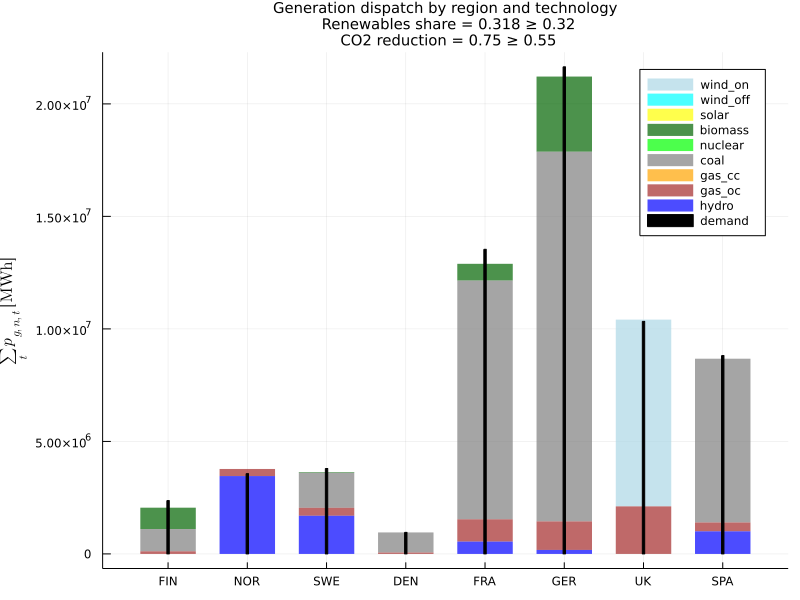 Generation dispatch by region and technology
Renewables share = 0.318 ≥ 0.32
CO2 reduction = 0.75 ≥ 0.55
wind_on
wind_off
solar
biomass
nuclear
coal
gas_cc
gas_oc
hydro
demand
2.00×10⁷
1.50×10⁷
1.00×10⁷
5.00×10⁶
0
∑ₜ p g, n, t [MWh]
FIN NOR SWE DEN FRA GER UK SPA